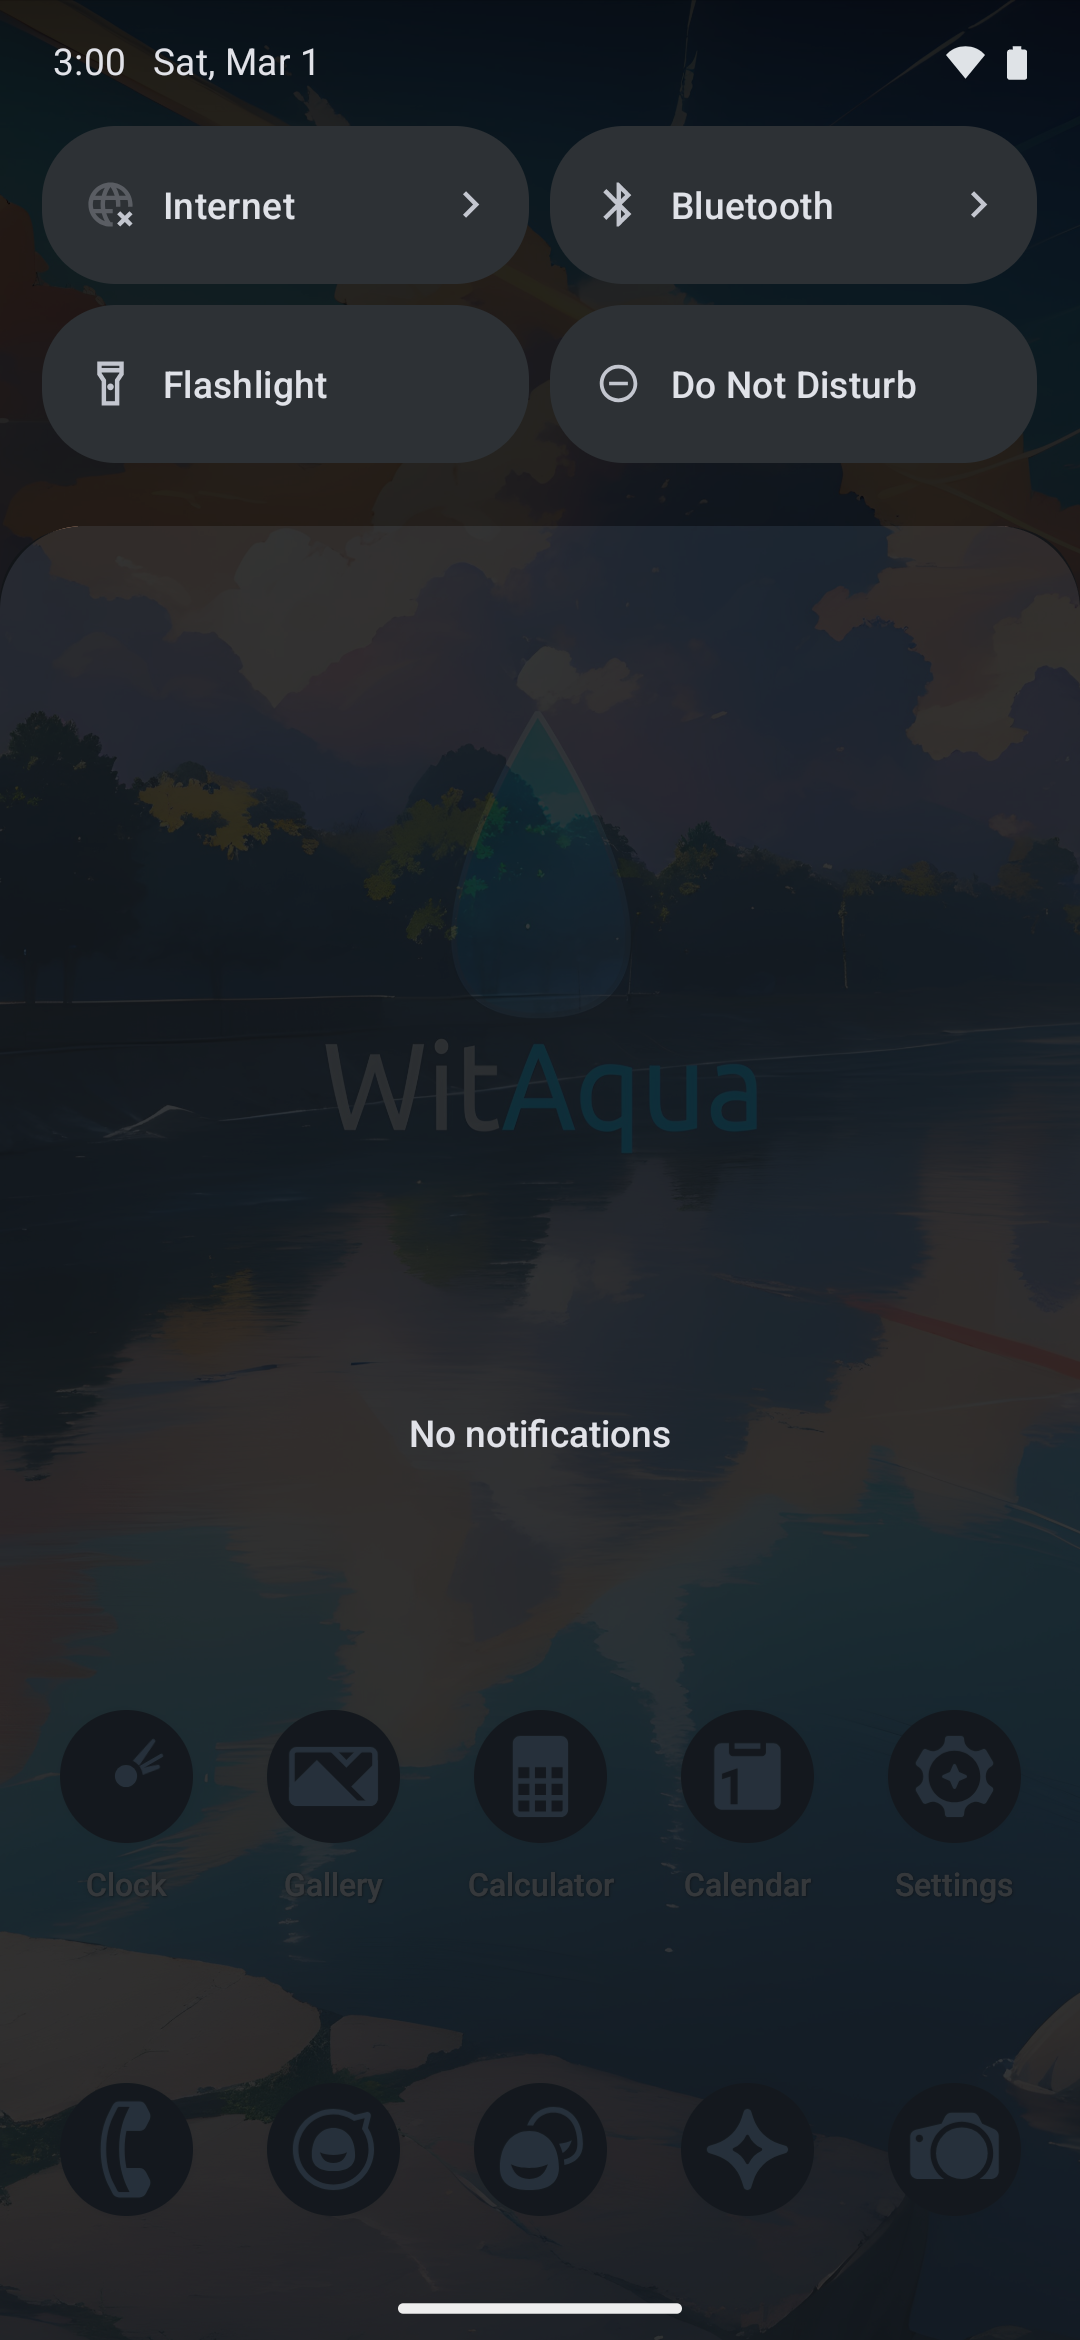 3:00 Sat, Mar 1
Internet
Bluetooth
Flashlight
Do Not Disturb
WitAqua
No notifications
1
Clock
Gallery
Calculator
Calendar
Settings